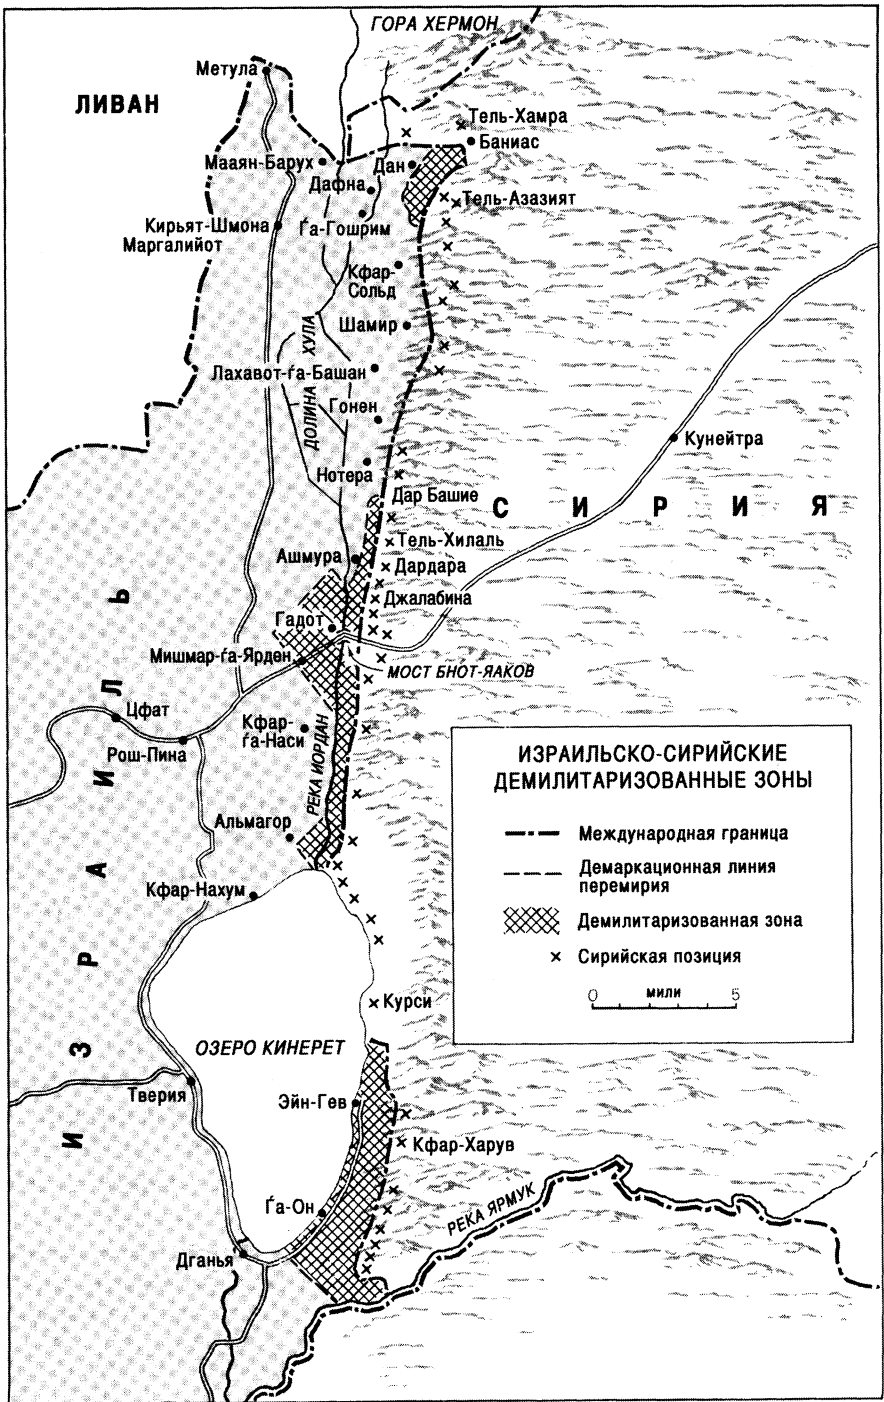 ГОРА ХЕРМОН
Метула
ЛИВАН
Тель-Хамра
Баниас
Мааян-Барух
Дан
Дафна
Тель-Азазият
Кирьят-Шмона
Маргалийот
Ѓа-Гошрим
Кфар-
Сольд
Шамир
ДОЛИНА ХУЛА
Лахавот-ѓа-Башан
Гонен
Кунейтра
Нотера
Дар Башие
СИРИЯ
Тель-Хилаль
Ашмура
Дардара
Джалабина
Гадот
Мишмар-ѓа-Ярден
МОСТ БНОТ-ЯАКОВ
Цфат
Кфар-
ѓа-Наси
Рош-Пина
РЕКА ИОРДАН
Альмагор
Кфар-Нахум
ИЗРАИЛЬ
ИЗРАИЛЬСКО-СИРИЙСКИЕ
ДЕМИЛИТАРИЗОВАННЫЕ ЗОНЫ
Международная граница
Демаркационная линия
перемирия
Демилитаризованная зона
Сирийская позиция
0 мили 5
Курси
ОЗЕРО КИНЕРЕТ
Тверия
Эйн-Гев
Кфар-Харув
Ѓа-Он
РЕКА ЯРМУК
Дганья